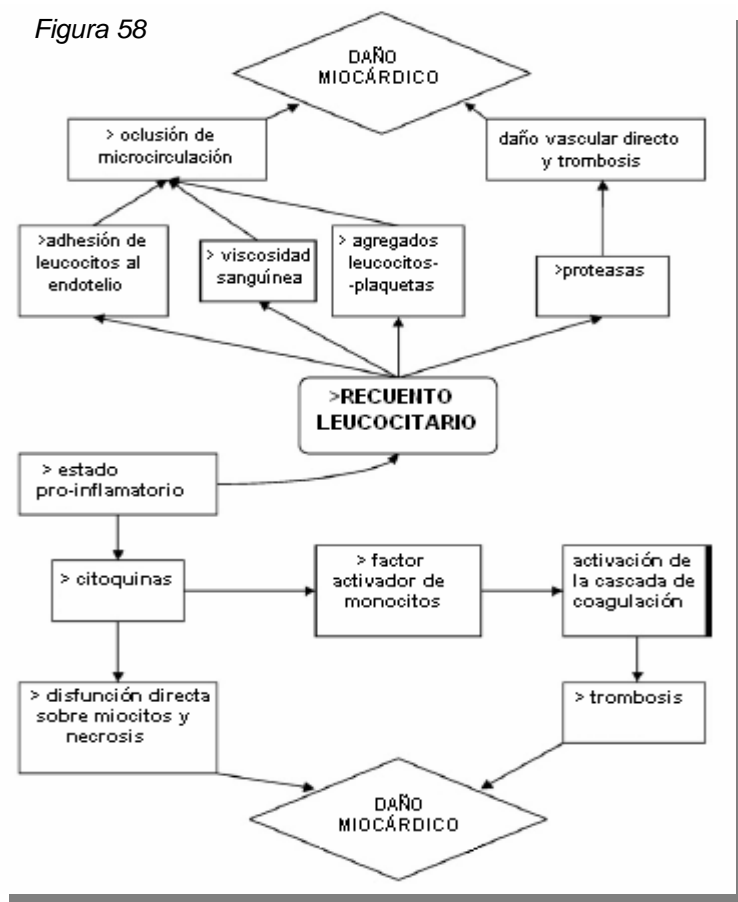 Figura 58
DAÑO
MIOCÁRDICO
> oclusión de
microcirculación
daño vascular directo
y trombosis
>adhesión de
leucocitos al
endotelio
> viscosidad
sanguínea
> agregados
leucocitos-
-plaquetas
>proteasas
>RECUENTO
LEUCOCITARIO
> estado
pro-inflamatorio
> citoquinas
> factor
activador de
monocitos
activación de
la cascada de
coagulación
> disfunción directa
sobre miocitos y
necrosis
> trombosis
DAÑO
MIOCÁRDICO